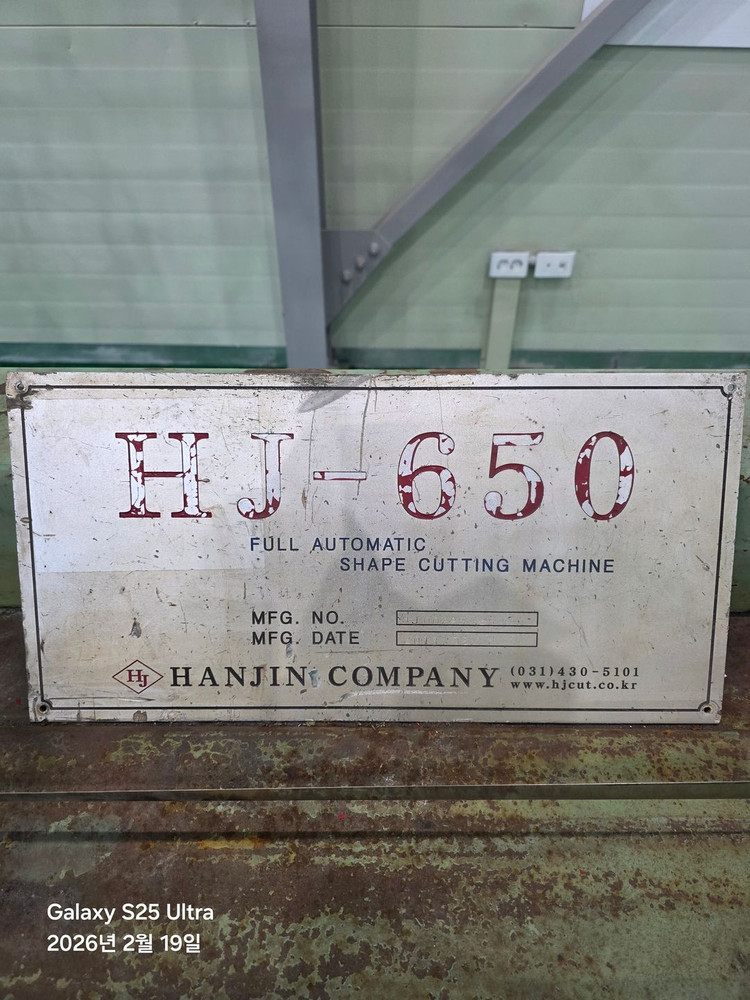 HJ-650
FULL AUTOMATIC
SHAPE CUTTING MACHINE
MFG. NO.
MFG. DATE
HJ HANJIN COMPANY (031)430-5101
www.hjcut.co.kr
Galaxy S25 Ultra
2026년 2월 19일